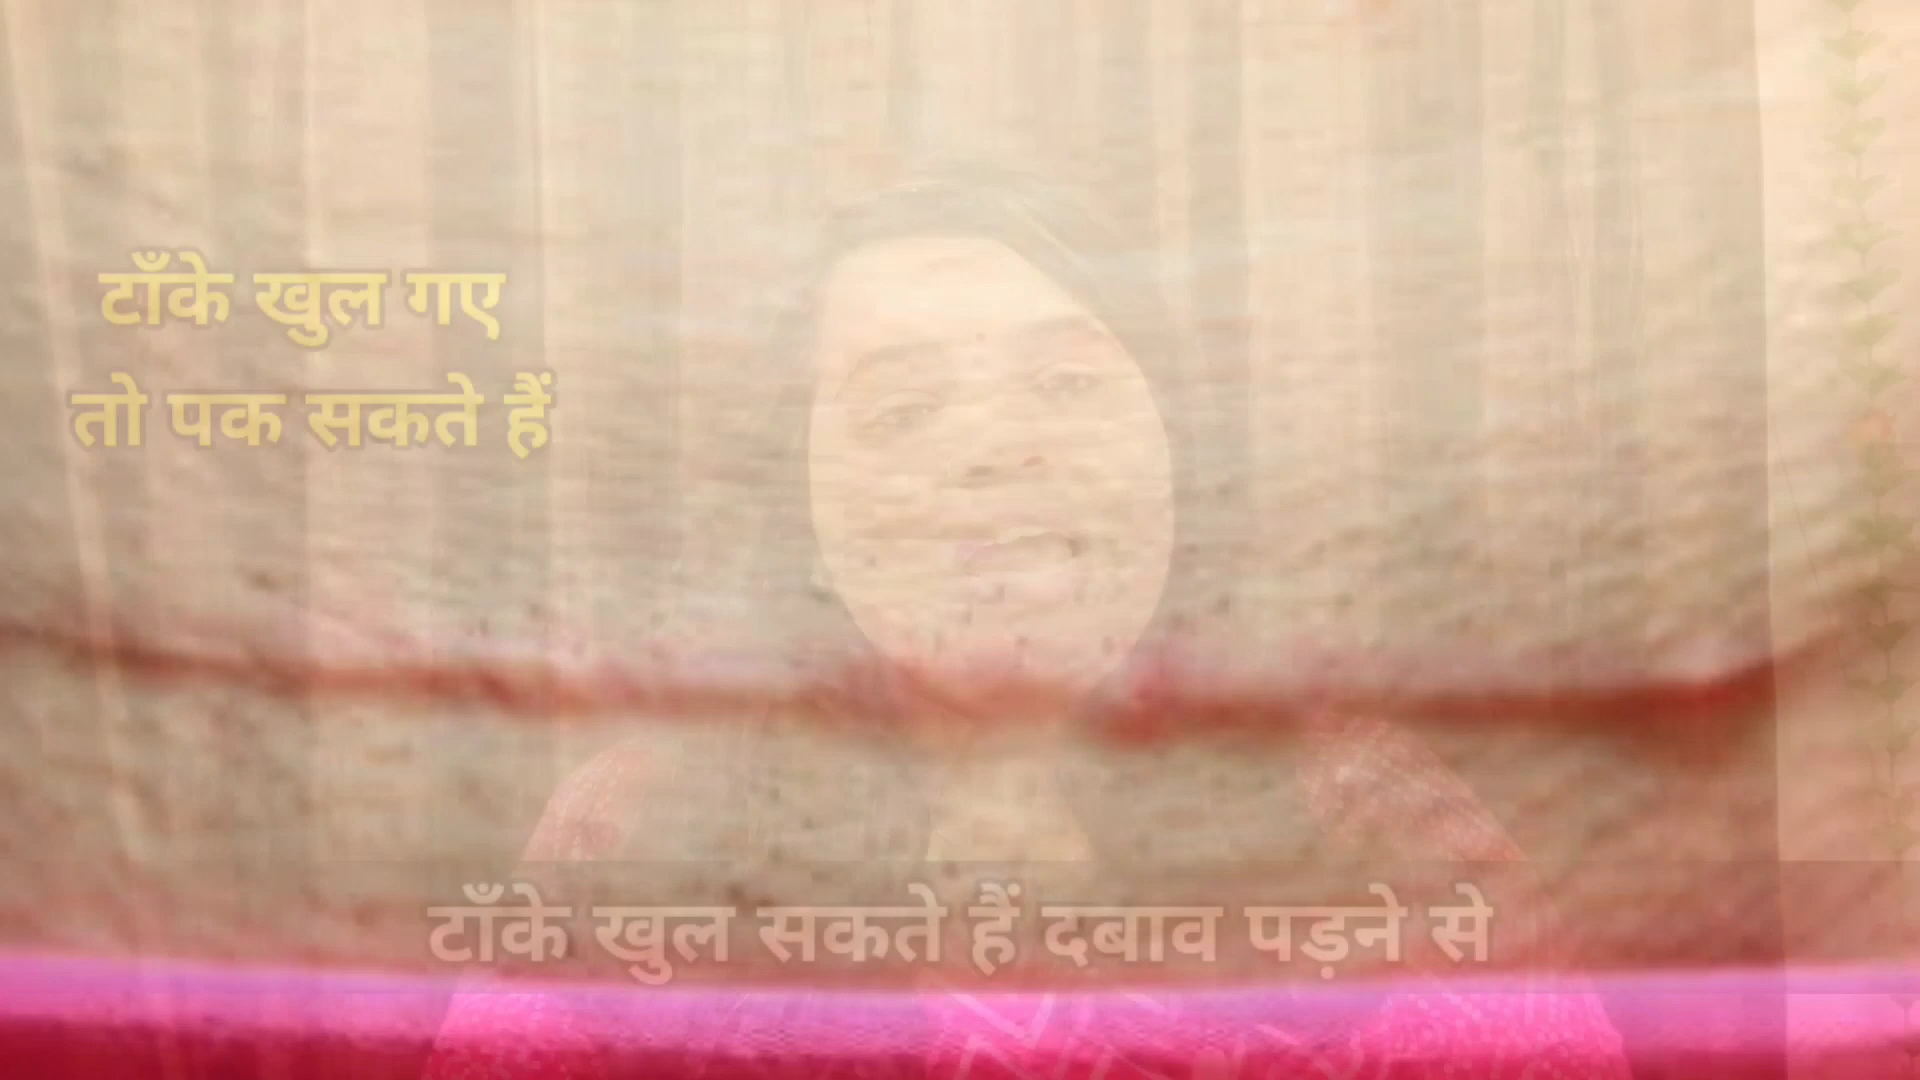 टाँके खुल गए
तो पक सकते हैं
टाँके खुल सकते हैं दबाव पड़ने से